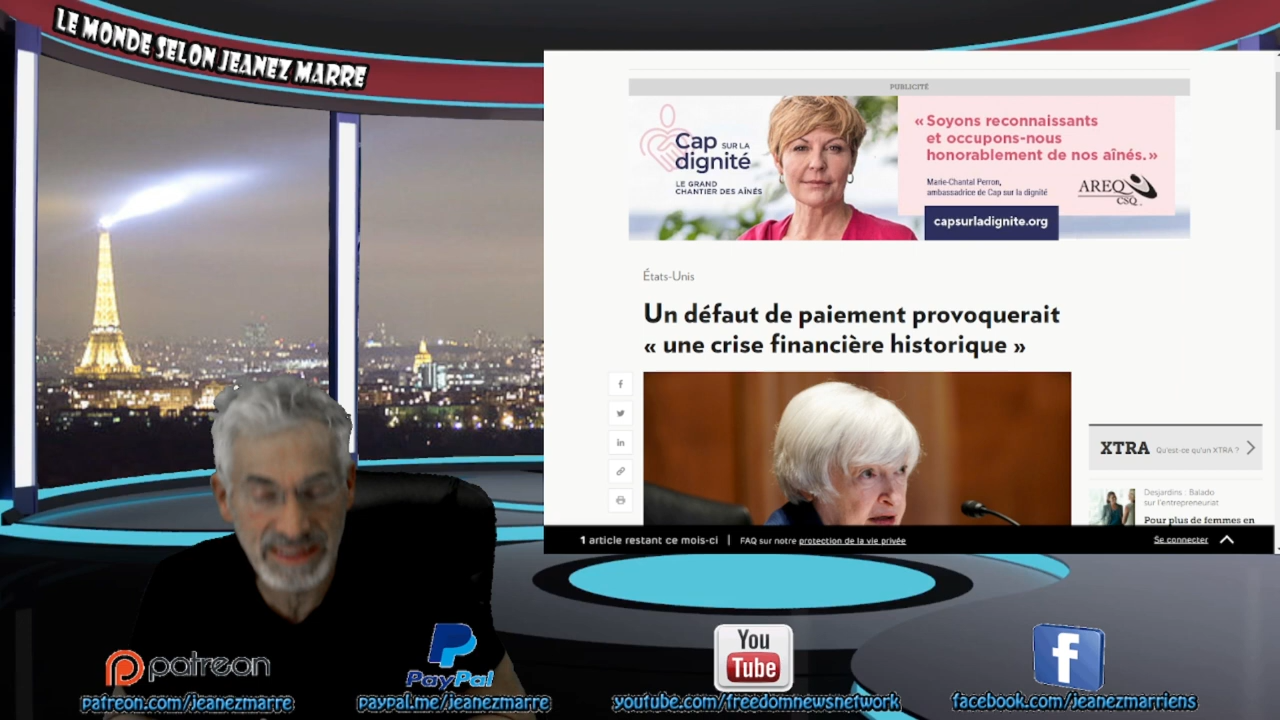 LE MONDE SELON JEANEZ MARRE
PUBLICITÉ
Cap SUR LA
dignité
LE GRAND
CHANTIER DES AÎNÉS
« Soyons reconnaissants
et occupons-nous
honorablement de nos aînés. »
Marie-Chantal Perron,
ambassadrice de Cap sur la dignité
AREQ
CSQ
capsurladignite.org
États-Unis
Un défaut de paiement provoquerait
« une crise financière historique »
XTRA Qu'est-ce qu'un XTRA ?
Desjardins : Balado
sur l'entrepreneuriat
Pour plus de femmes en
1 article restant ce mois-ci | FAQ sur notre protection de la vie privée
Se connecter
patreon
patreon.com/jeanezmarre
PayPal
paypal.me/jeanezmarre
You
Tube
youtube.com/freedomnewsnetwork
f
facebook.com/jeanezmarriens